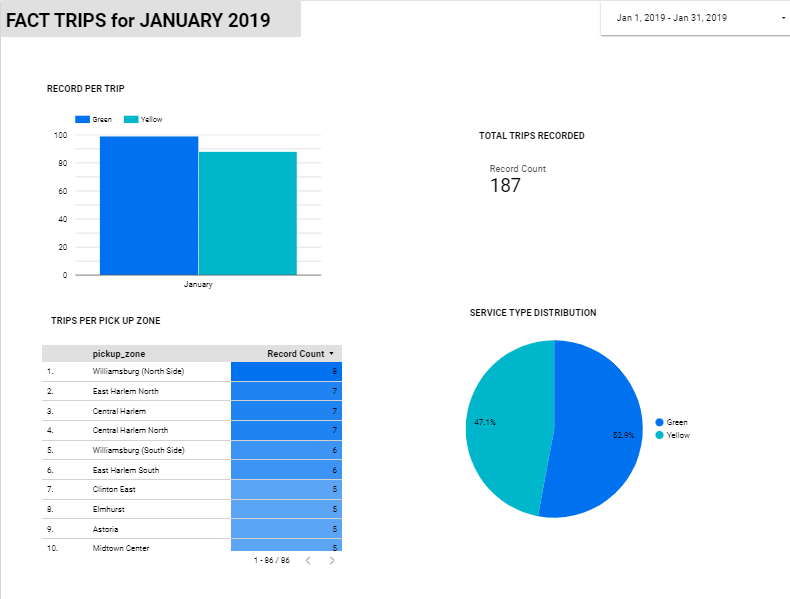 FACT TRIPS for JANUARY 2019
Jan 1, 2019 - Jan 31, 2019
RECORD PER TRIP
Green Yellow
100
80
60
40
20
0
January
TOTAL TRIPS RECORDED
Record Count
187
TRIPS PER PICK UP ZONE
pickup_zone Record Count
1. Williamsburg (North Side) 8
2. East Harlem North 7
3. Central Harlem 7
4. Central Harlem North 7
5. Williamsburg (South Side) 6
6. East Harlem South 6
7. Clinton East 5
8. Elmhurst 5
9. Astoria 5
10. Midtown Center 5
1 - 86 / 86
SERVICE TYPE DISTRIBUTION
47.1%
52.9%
Green
Yellow